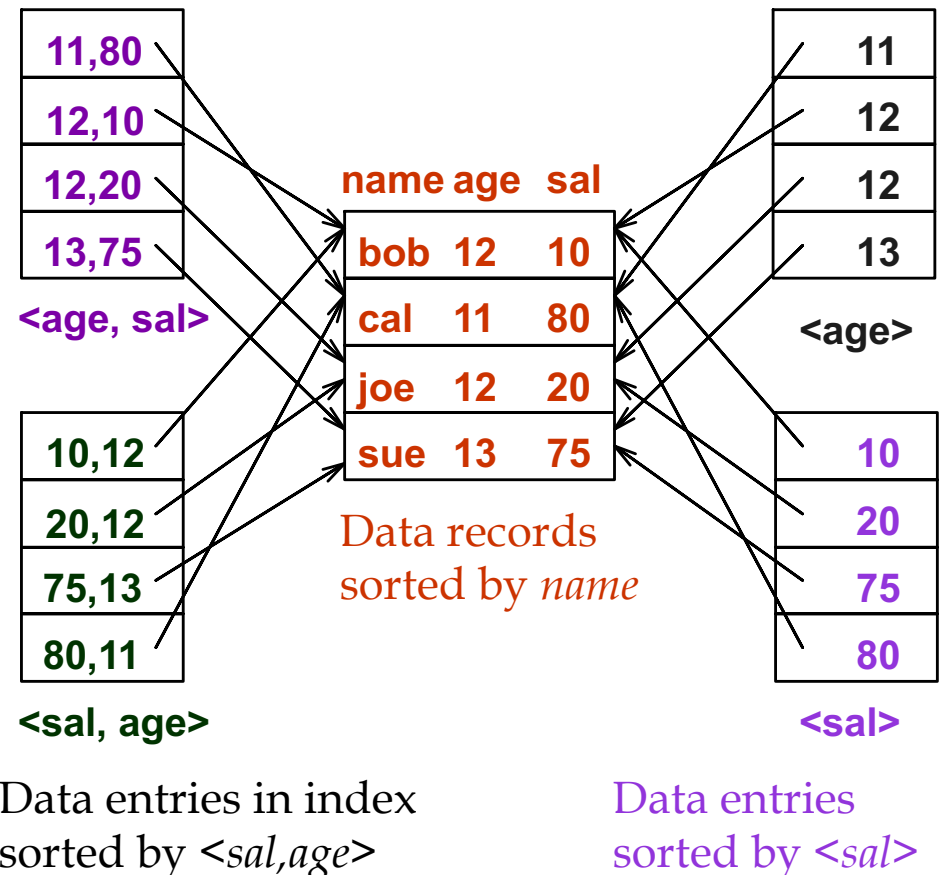 11,80
12,10
12,20
13,75
<age, sal>
10,12
20,12
75,13
80,11
<sal, age>
Data entries in index
sorted by <sal,age>
name age sal
bob 12 10
cal 11 80
joe 12 20
sue 13 75
Data records
sorted by name
11
12
12
13
<age>
10
20
75
80
<sal>
Data entries
sorted by <sal>